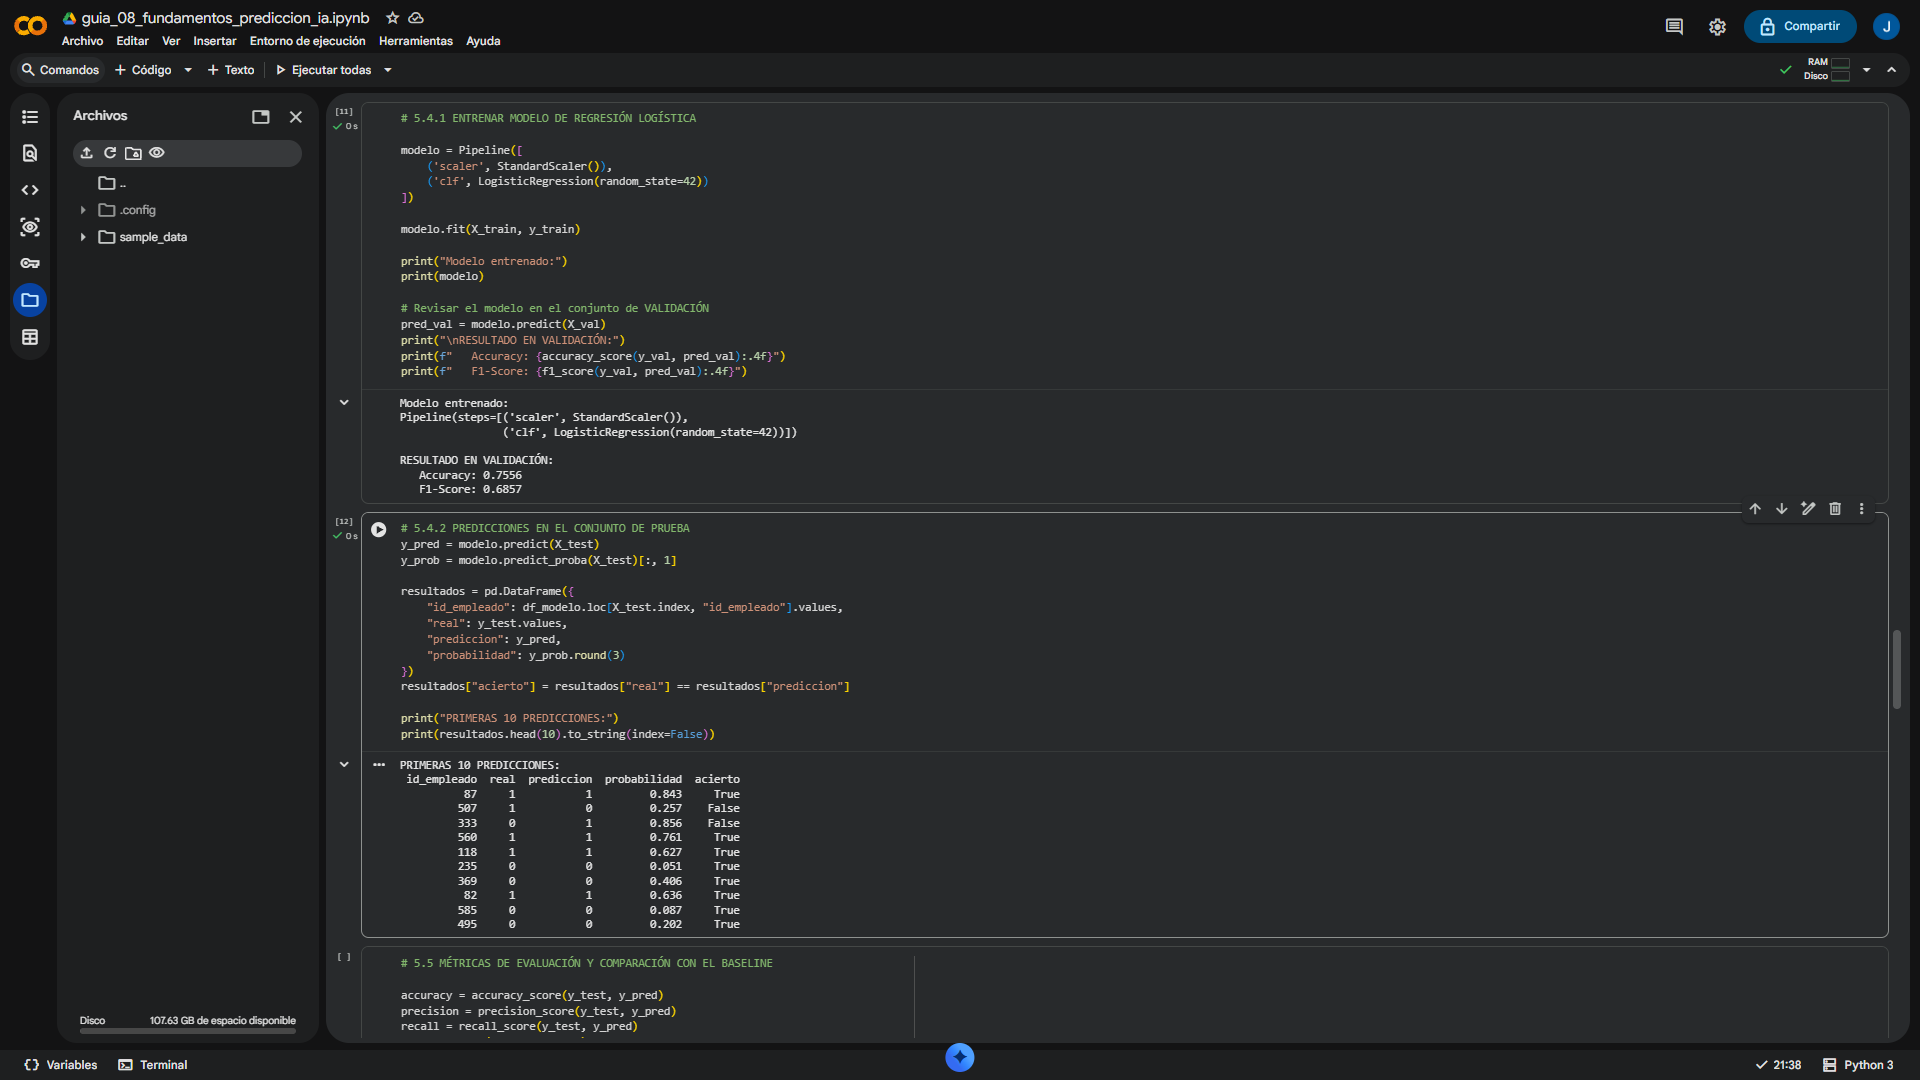 guia_08_fundamentos_prediccion_ia.ipynb
Archivo Editar Ver Insertar Entorno de ejecución Herramientas Ayuda
Compartir
J
Comandos + Código + Texto Ejecutar todas
RAM
Disco
Archivos
..
.config
sample_data
Disco 107.63 GB de espacio disponible
[11]
0 s
# 5.4.1 ENTRENAR MODELO DE REGRESIÓN LOGÍSTICA
modelo = Pipeline([
    ('scaler', StandardScaler()),
    ('clf', LogisticRegression(random_state=42))
])
modelo.fit(X_train, y_train)
print("Modelo entrenado:")
print(modelo)
# Revisar el modelo en el conjunto de VALIDACIÓN
pred_val = modelo.predict(X_val)
print("\nRESULTADO EN VALIDACIÓN:")
print(f"   Accuracy: {accuracy_score(y_val, pred_val):.4f}")
print(f"   F1-Score: {f1_score(y_val, pred_val):.4f}")
Modelo entrenado:
Pipeline(steps=[('scaler', StandardScaler()),
                ('clf', LogisticRegression(random_state=42))])
RESULTADO EN VALIDACIÓN:
   Accuracy: 0.7556
   F1-Score: 0.6857
[12]
0 s
# 5.4.2 PREDICCIONES EN EL CONJUNTO DE PRUEBA
y_pred = modelo.predict(X_test)
y_prob = modelo.predict_proba(X_test)[:, 1]
resultados = pd.DataFrame({
    "id_empleado": df_modelo.loc[X_test.index, "id_empleado"].values,
    "real": y_test.values,
    "prediccion": y_pred,
    "probabilidad": y_prob.round(3)
})
resultados["acierto"] = resultados["real"] == resultados["prediccion"]
print("PRIMERAS 10 PREDICCIONES:")
print(resultados.head(10).to_string(index=False))
PRIMERAS 10 PREDICCIONES:
id_empleado real prediccion probabilidad acierto
87 1 1 0.843 True
507 1 0 0.257 False
333 0 1 0.856 False
560 1 1 0.761 True
118 1 1 0.627 True
235 0 0 0.051 True
369 0 0 0.406 True
82 1 1 0.636 True
585 0 0 0.087 True
495 0 0 0.202 True
[ ]
# 5.5 MÉTRICAS DE EVALUACIÓN Y COMPARACIÓN CON EL BASELINE
accuracy = accuracy_score(y_test, y_pred)
precision = precision_score(y_test, y_pred)
recall = recall_score(y_test, y_pred)
Variables Terminal
21:38 Python 3